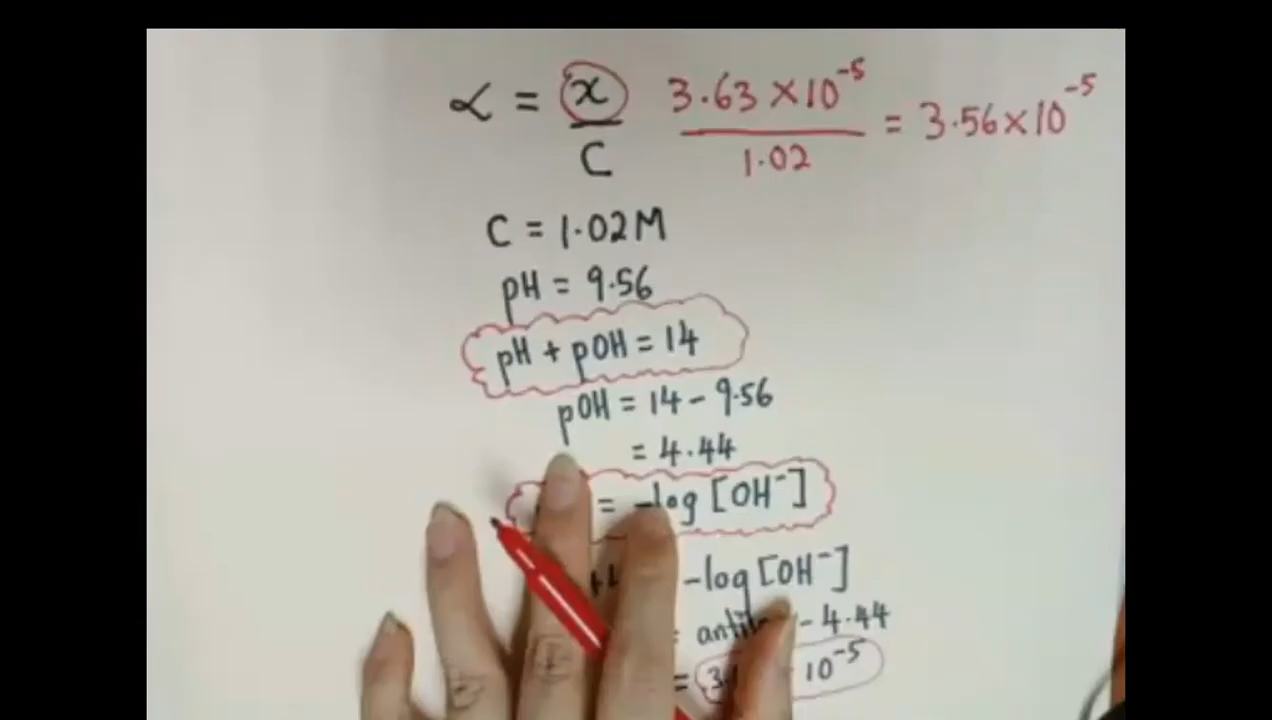 ∝ = x/C 3.63 × 10⁻⁵/1.02 = 3.56 × 10⁻⁵
C = 1.02M
pH = 9.56
pH + pOH = 14
pOH = 14 - 9.56
= 4.44
= -log [OH⁻]
-log [OH⁻]
- 4.44
= 10⁻⁵